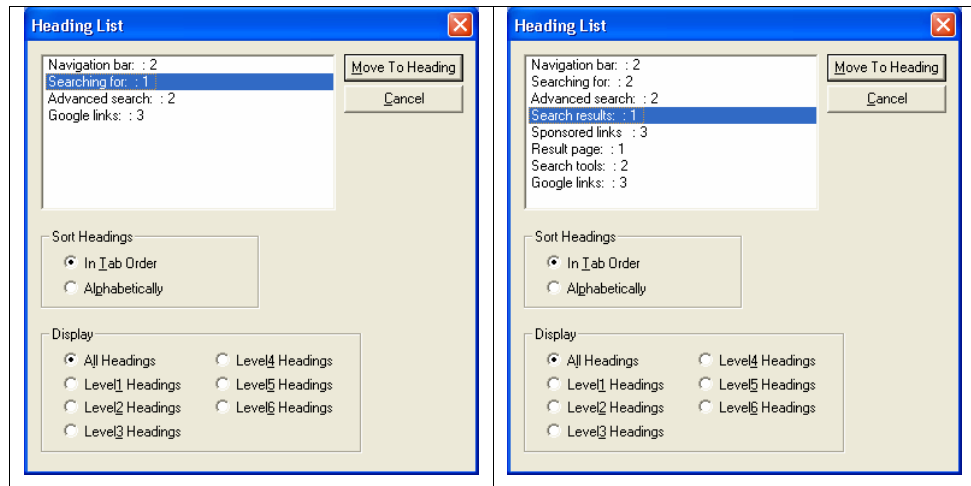 Heading List
Navigation bar:  : 2
Searching for:  : 1
Advanced search:  : 2
Google links:  : 3
Move To Heading
Cancel
Sort Headings
In Tab Order
Alphabetically
Display
All Headings
Level1 Headings
Level2 Headings
Level3 Headings
Level4 Headings
Level5 Headings
Level6 Headings
Heading List
Navigation bar:  : 2
Searching for:  : 2
Advanced search:  : 2
Search results:  : 1
Sponsored links  : 3
Result page:  : 1
Search tools:  : 2
Google links:  : 3
Move To Heading
Cancel
Sort Headings
In Tab Order
Alphabetically
Display
All Headings
Level1 Headings
Level2 Headings
Level3 Headings
Level4 Headings
Level5 Headings
Level6 Headings